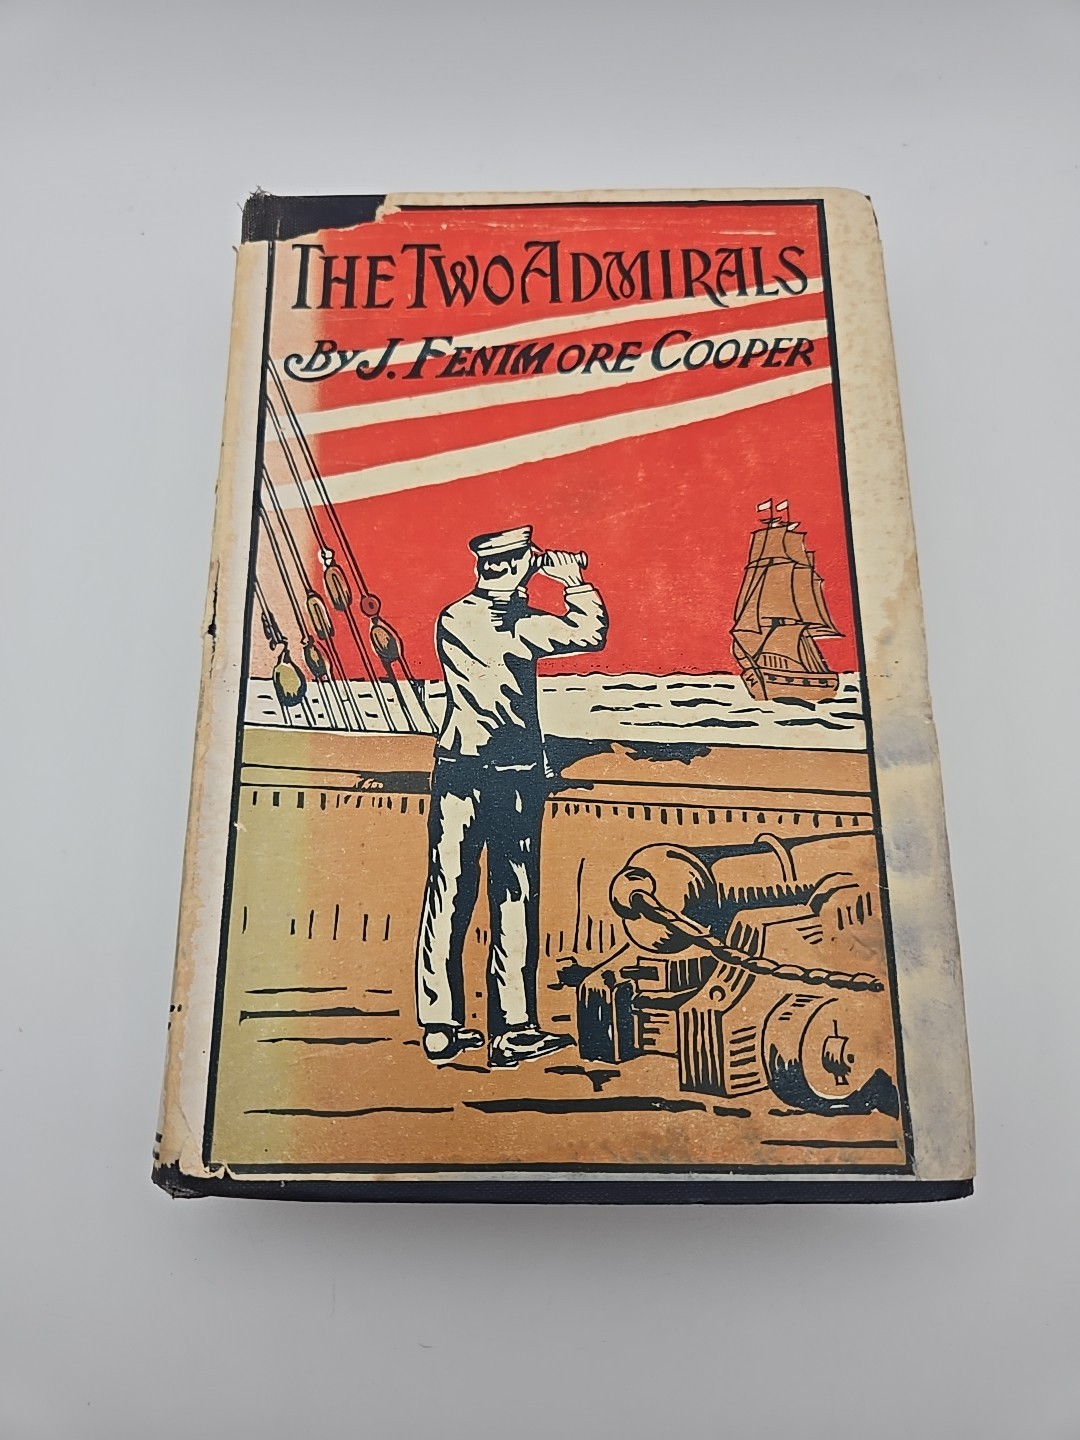 THE TWO ADMIRALS
BY J. FENIMORE COOPER